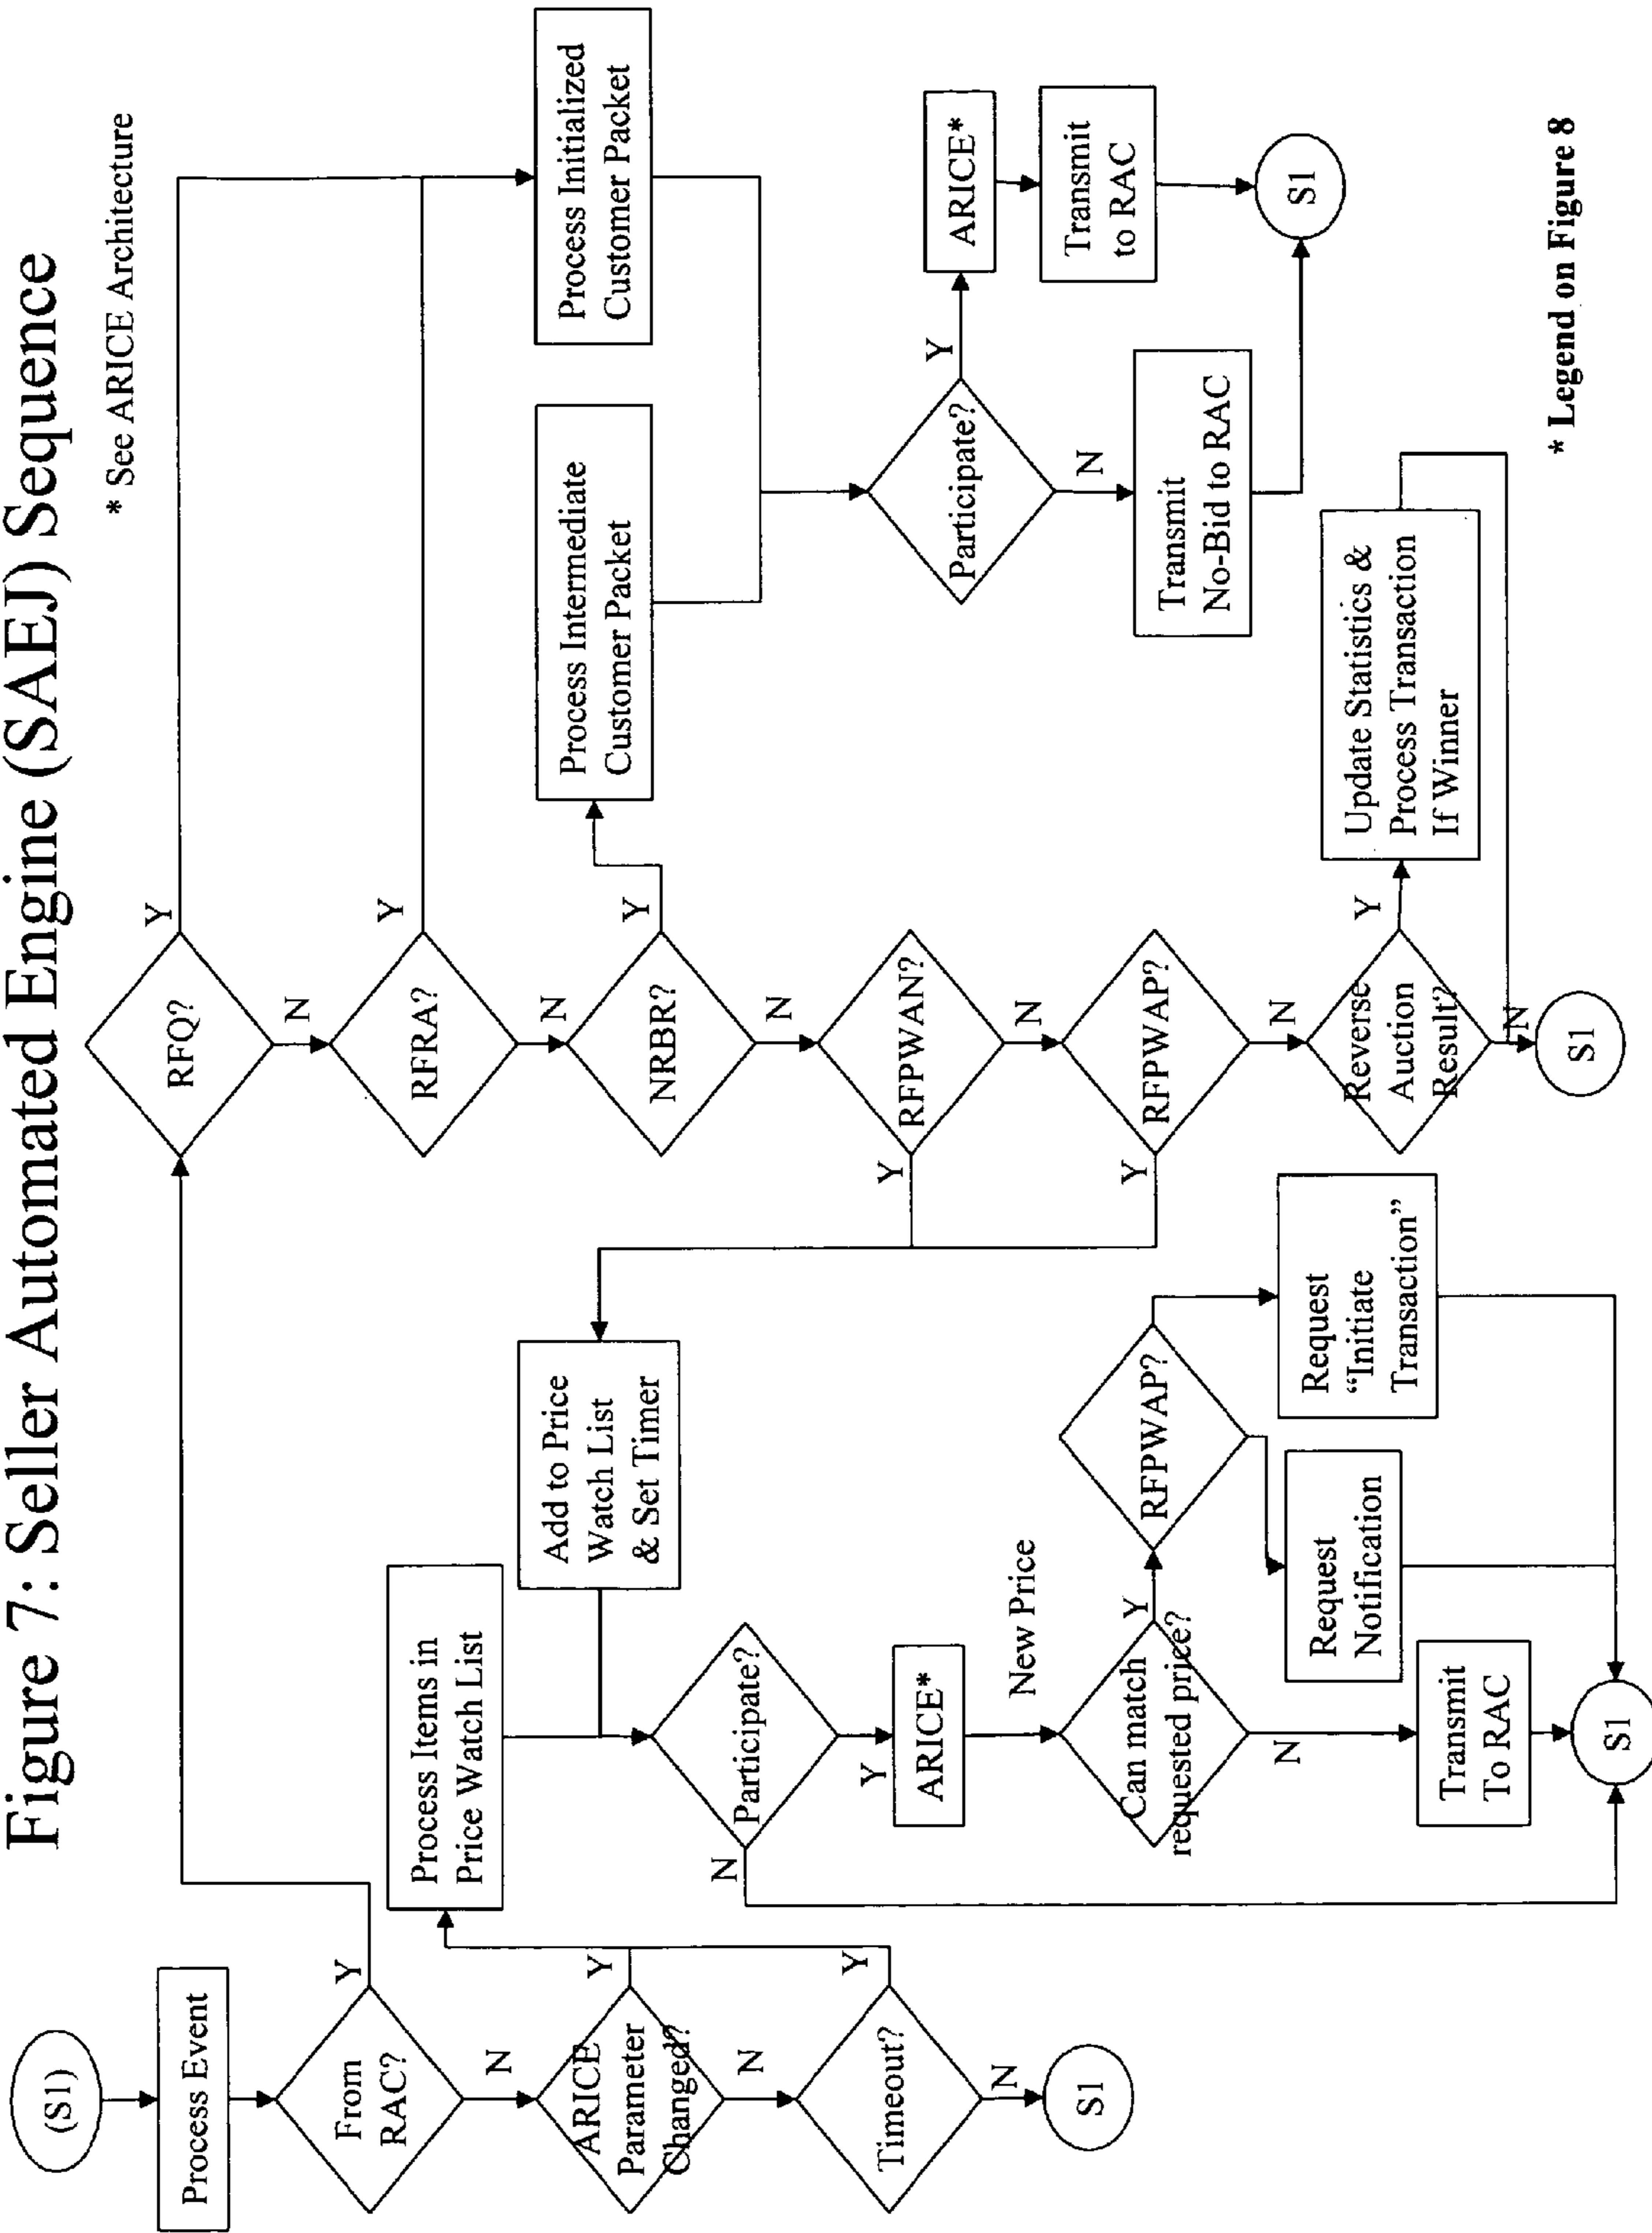 Figure 7: Seller Automated Engine (SAEJ) Sequence
* See ARICE Architecture
(S1)
Process Event
From
RAC?
Y
N
ARICE
Parameter
Changed?
Y
N
Timeout?
Y
N
S1
Process Items in
Price Watch List
Add to Price
Watch List
& Set Timer
Participate?
N
Y
ARICE*
New Price
Can match
requested price?
Y
N
RFPWAP?
Request
Notification
Request
“Initiate
Transaction”
Transmit
To RAC
S1
RFQ?
Y
N
RFRA?
Y
N
NRBR?
Y
N
RFPWAN?
Y
N
RFPWAP?
Y
N
Reverse
Auction
Result?
Y
N
S1
Update Statistics &
Process Transaction
If Winner
Process Intermediate
Customer Packet
Process Initialized
Customer Packet
Participate?
Y
N
ARICE*
Transmit
to RAC
Transmit
No-Bid to RAC
S1
* Legend on Figure 8